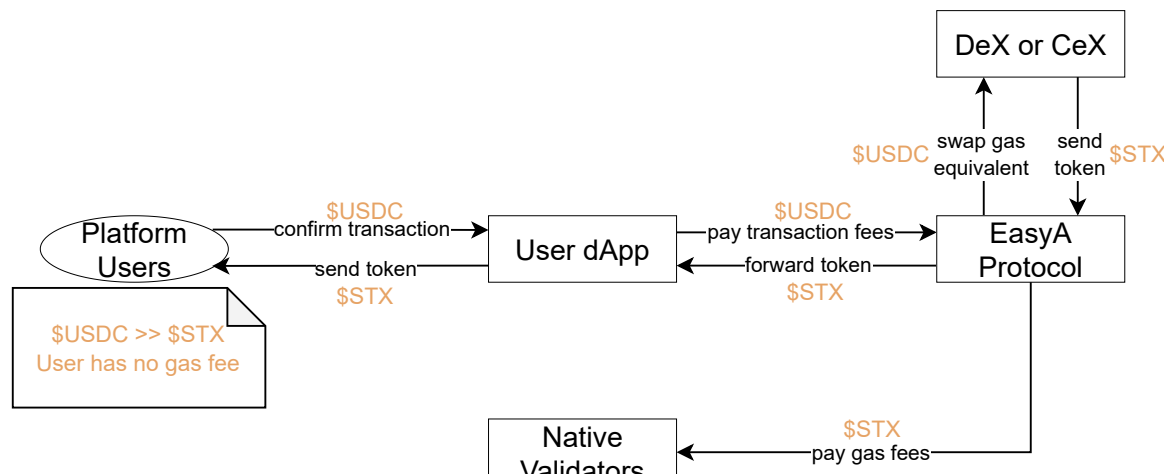 DeX or CeX
$USDC
swap gas
equivalent
send
token
$STX
Platform
Users
$USDC
confirm transaction
send token
$STX
User dApp
$USDC
pay transaction fees
forward token
$STX
EasyA
Protocol
$USDC >> $STX
User has no gas fee
Native
Validators
$STX
pay gas fees